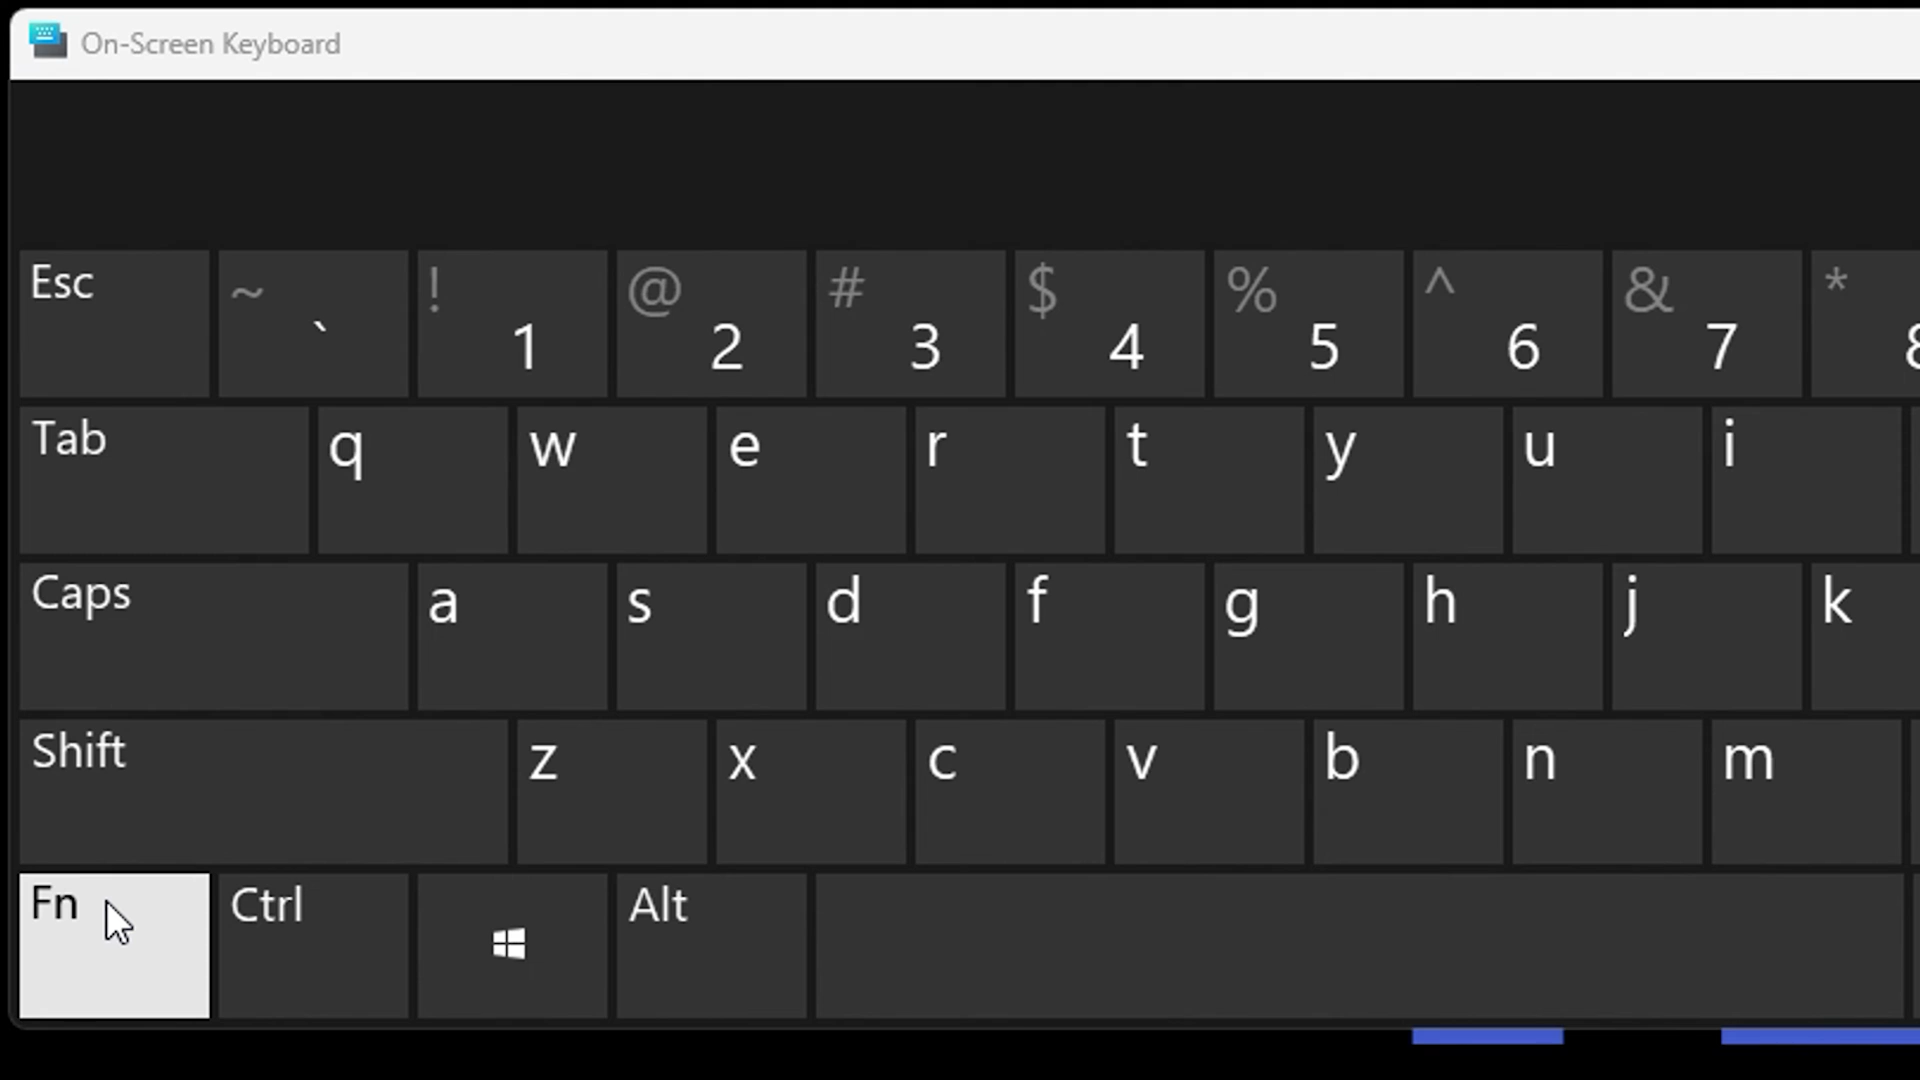 On-Screen Keyboard
Esc ~ ` ! 1 @ 2 # 3 $ 4 % 5 ^ 6 & 7 *
Tab q w e r t y u i
Caps a s d f g h j k
Shift z x c v b n m
Fn Ctrl Alt